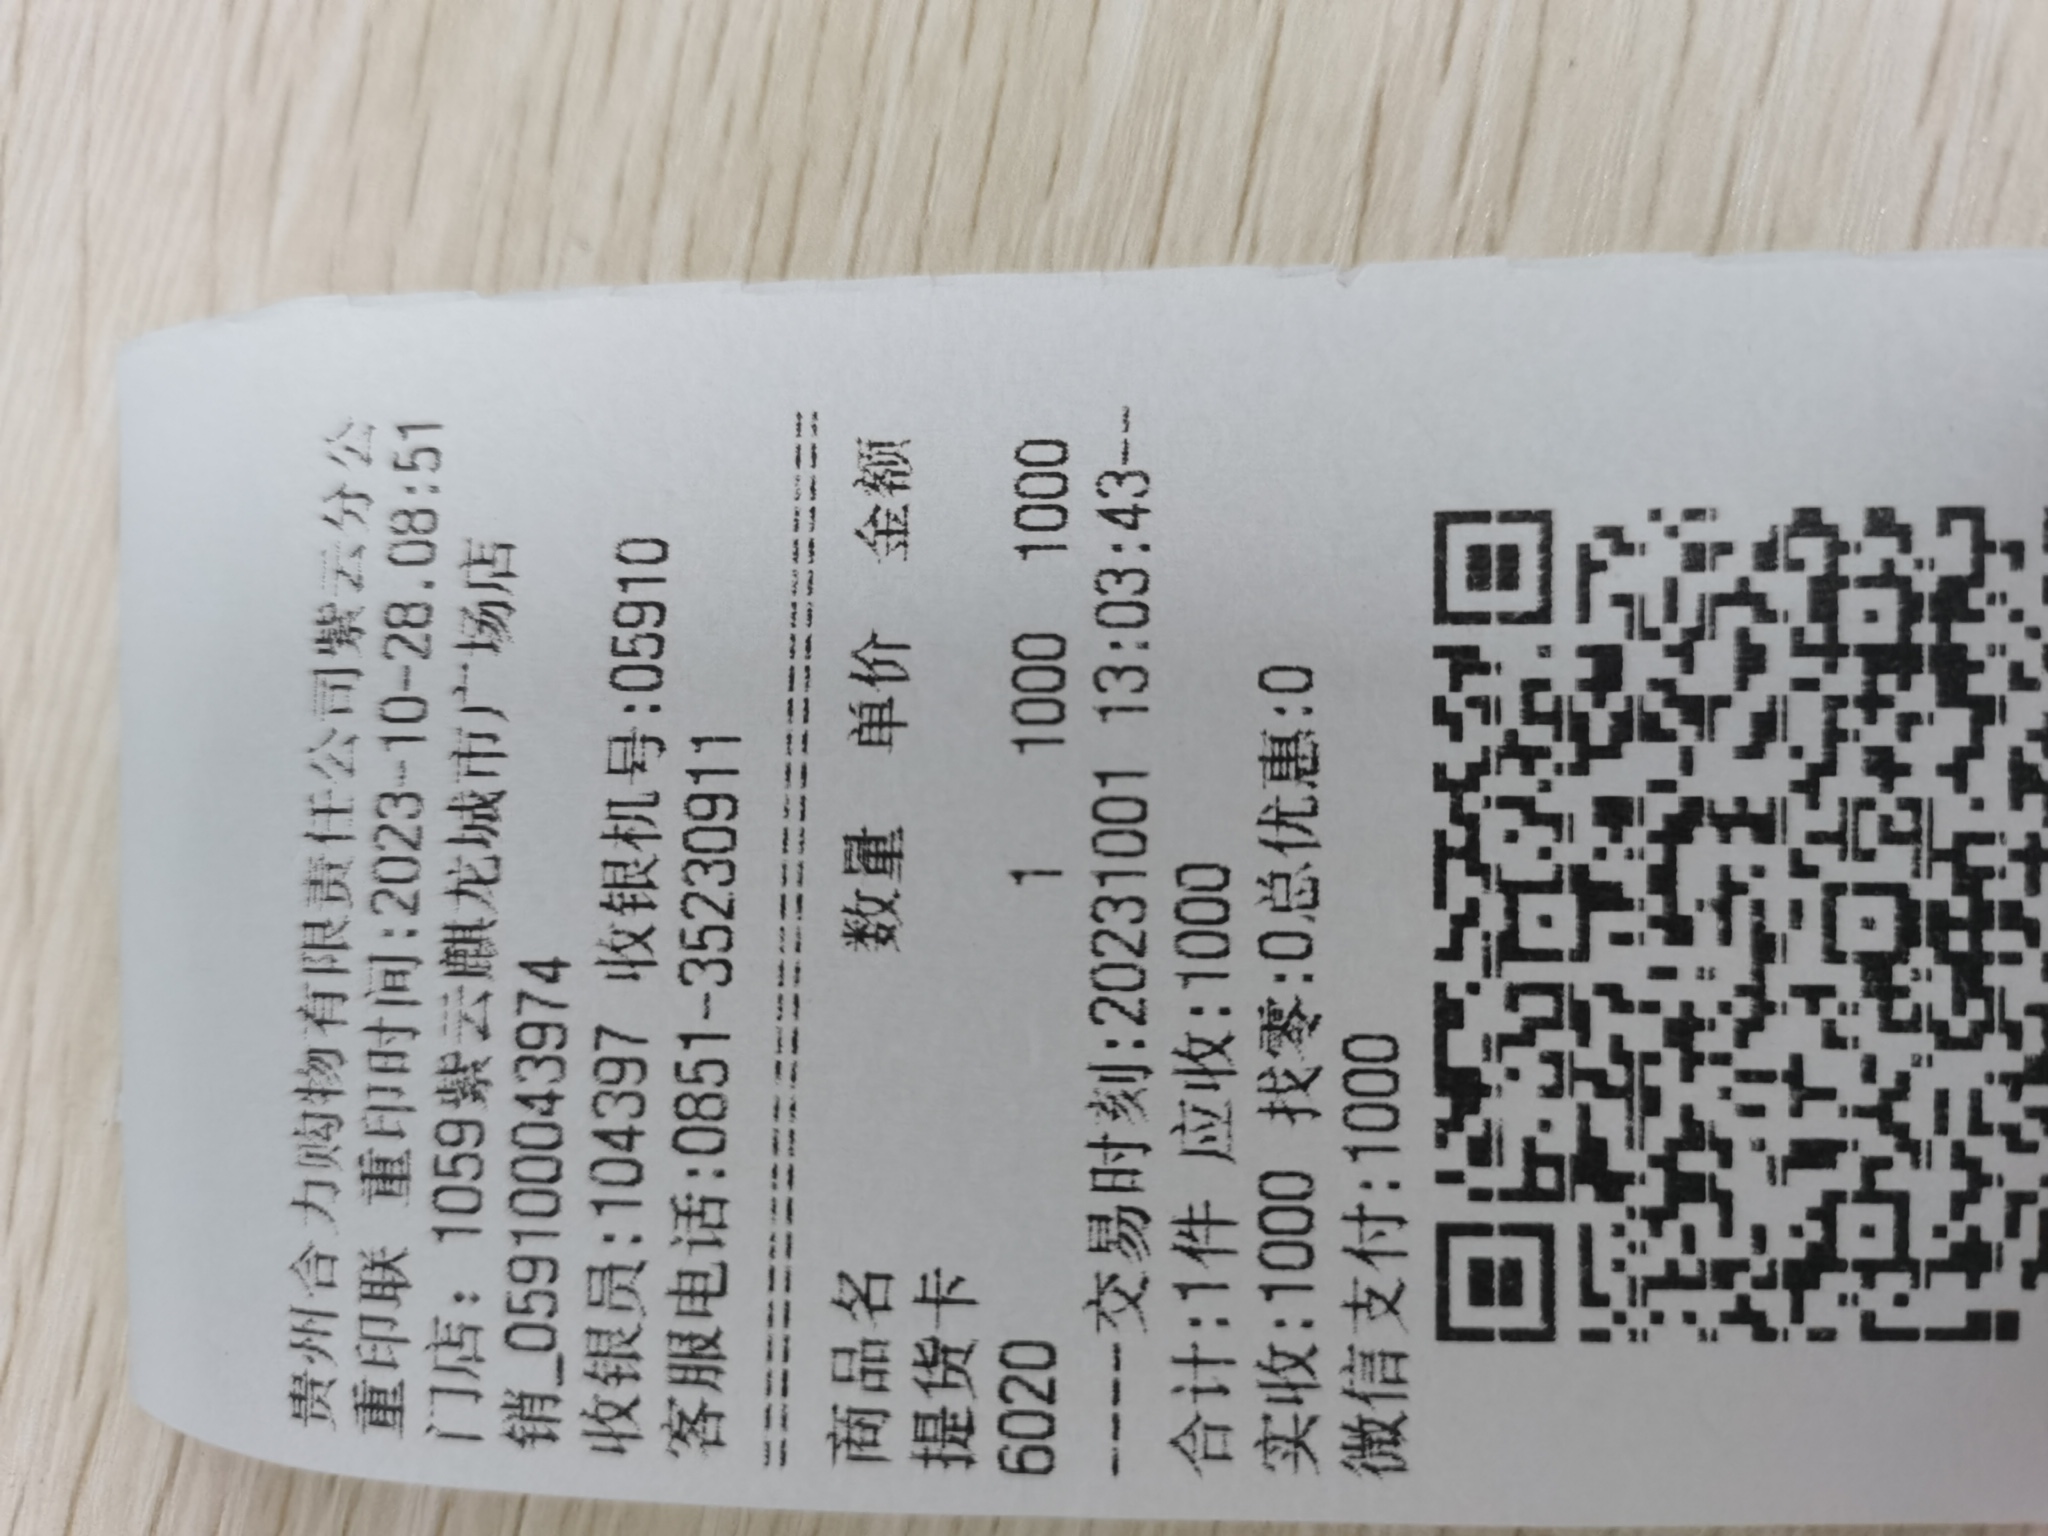 贵州合力购物有限责任公司紫云分公
重印联 重印时间:2023-10-28.08:51
门店: 1059紫云麒龙城市广场店
销_059100043974
收银员:104397 收银机号:05910
客服电话:0851-35230911
================================
商品名 数量 单价 金额
提货卡
6020 1 1000 1000
----交易时刻:20231001 13:03:43--
合计:1件 应收:1000
实收:1000 找零:0总优惠:0
微信支付:1000